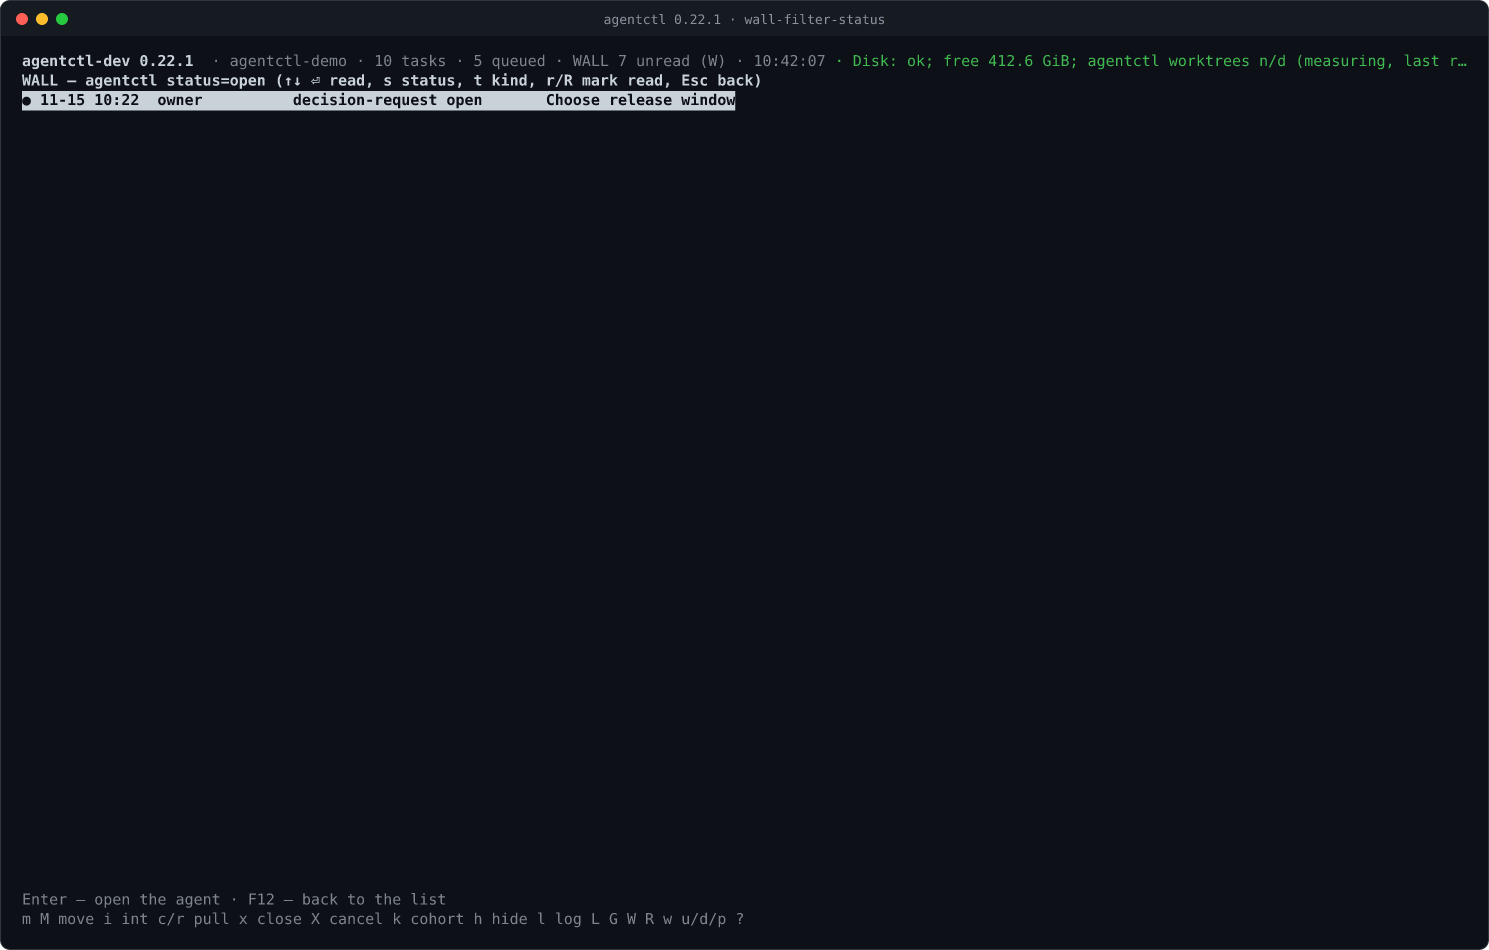 agentctl 0.22.1 · wall-filter-status
agentctl-dev 0.22.1 · agentctl-demo · 10 tasks · 5 queued · WALL 7 unread (W) · 10:42:07 · Disk: ok; free 412.6 GiB; agentctl worktrees n/d (measuring, last r…
WALL — agentctl status=open (↑↓ ⏎ read, s status, t kind, r/R mark read, Esc back)
● 11-15 10:22 owner decision-request open Choose release window
Enter — open the agent · F12 — back to the list
m M move i int c/r pull x close X cancel k cohort h hide l log L G W R w u/d/p ?